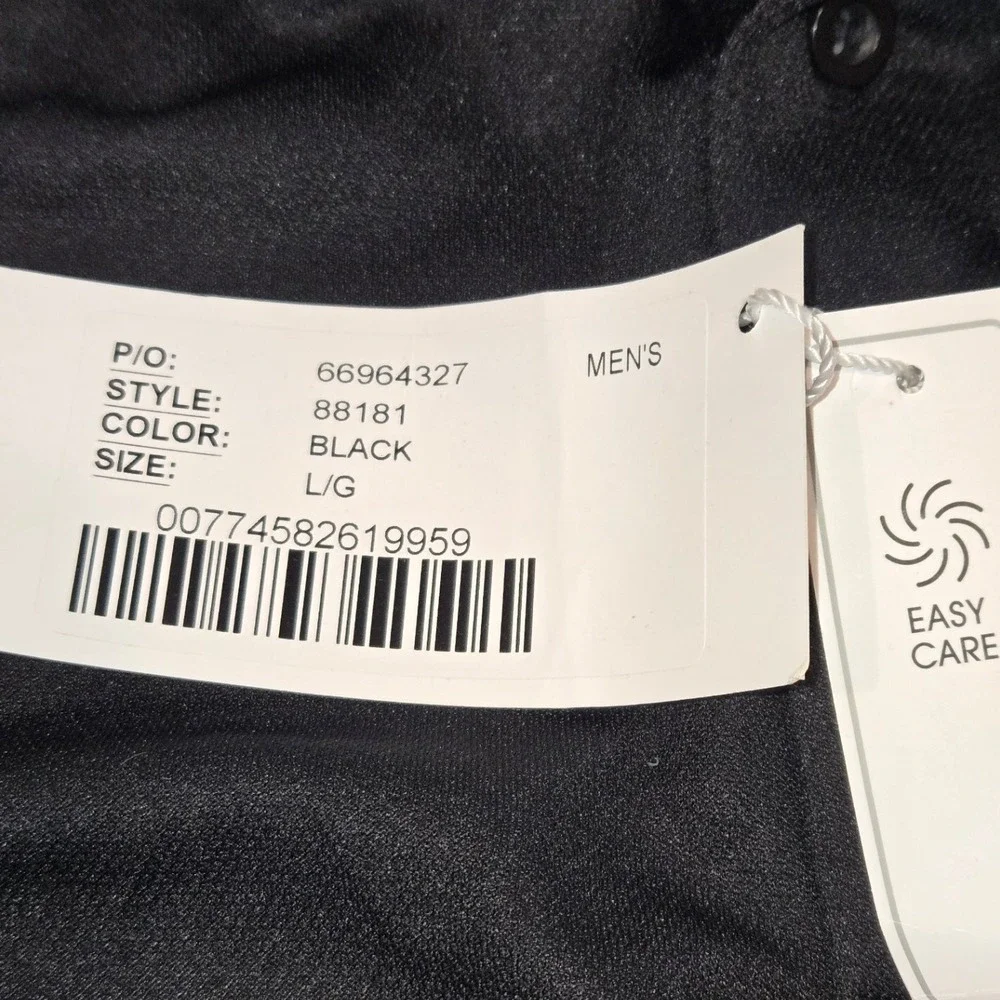 P/O: 66964327 MEN'S
STYLE: 88181
COLOR: BLACK
SIZE: L/G
00774582619959
EASY
CARE